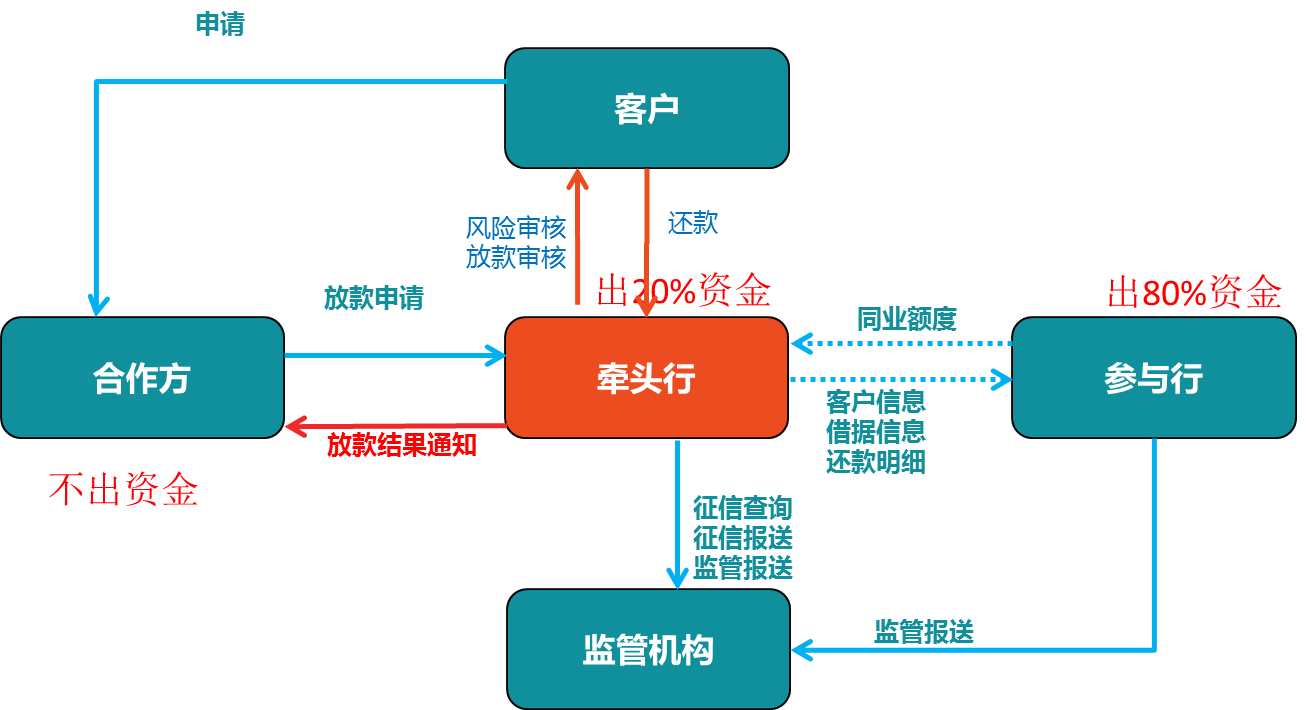 申请
客户
风险审核
放款审核
还款
出20%资金
出80%资金
放款申请
同业额度
合作方
牵头行
参与行
客户信息
借据信息
还款明细
放款结果通知
不出资金
征信查询
征信报送
监管报送
监管机构
监管报送